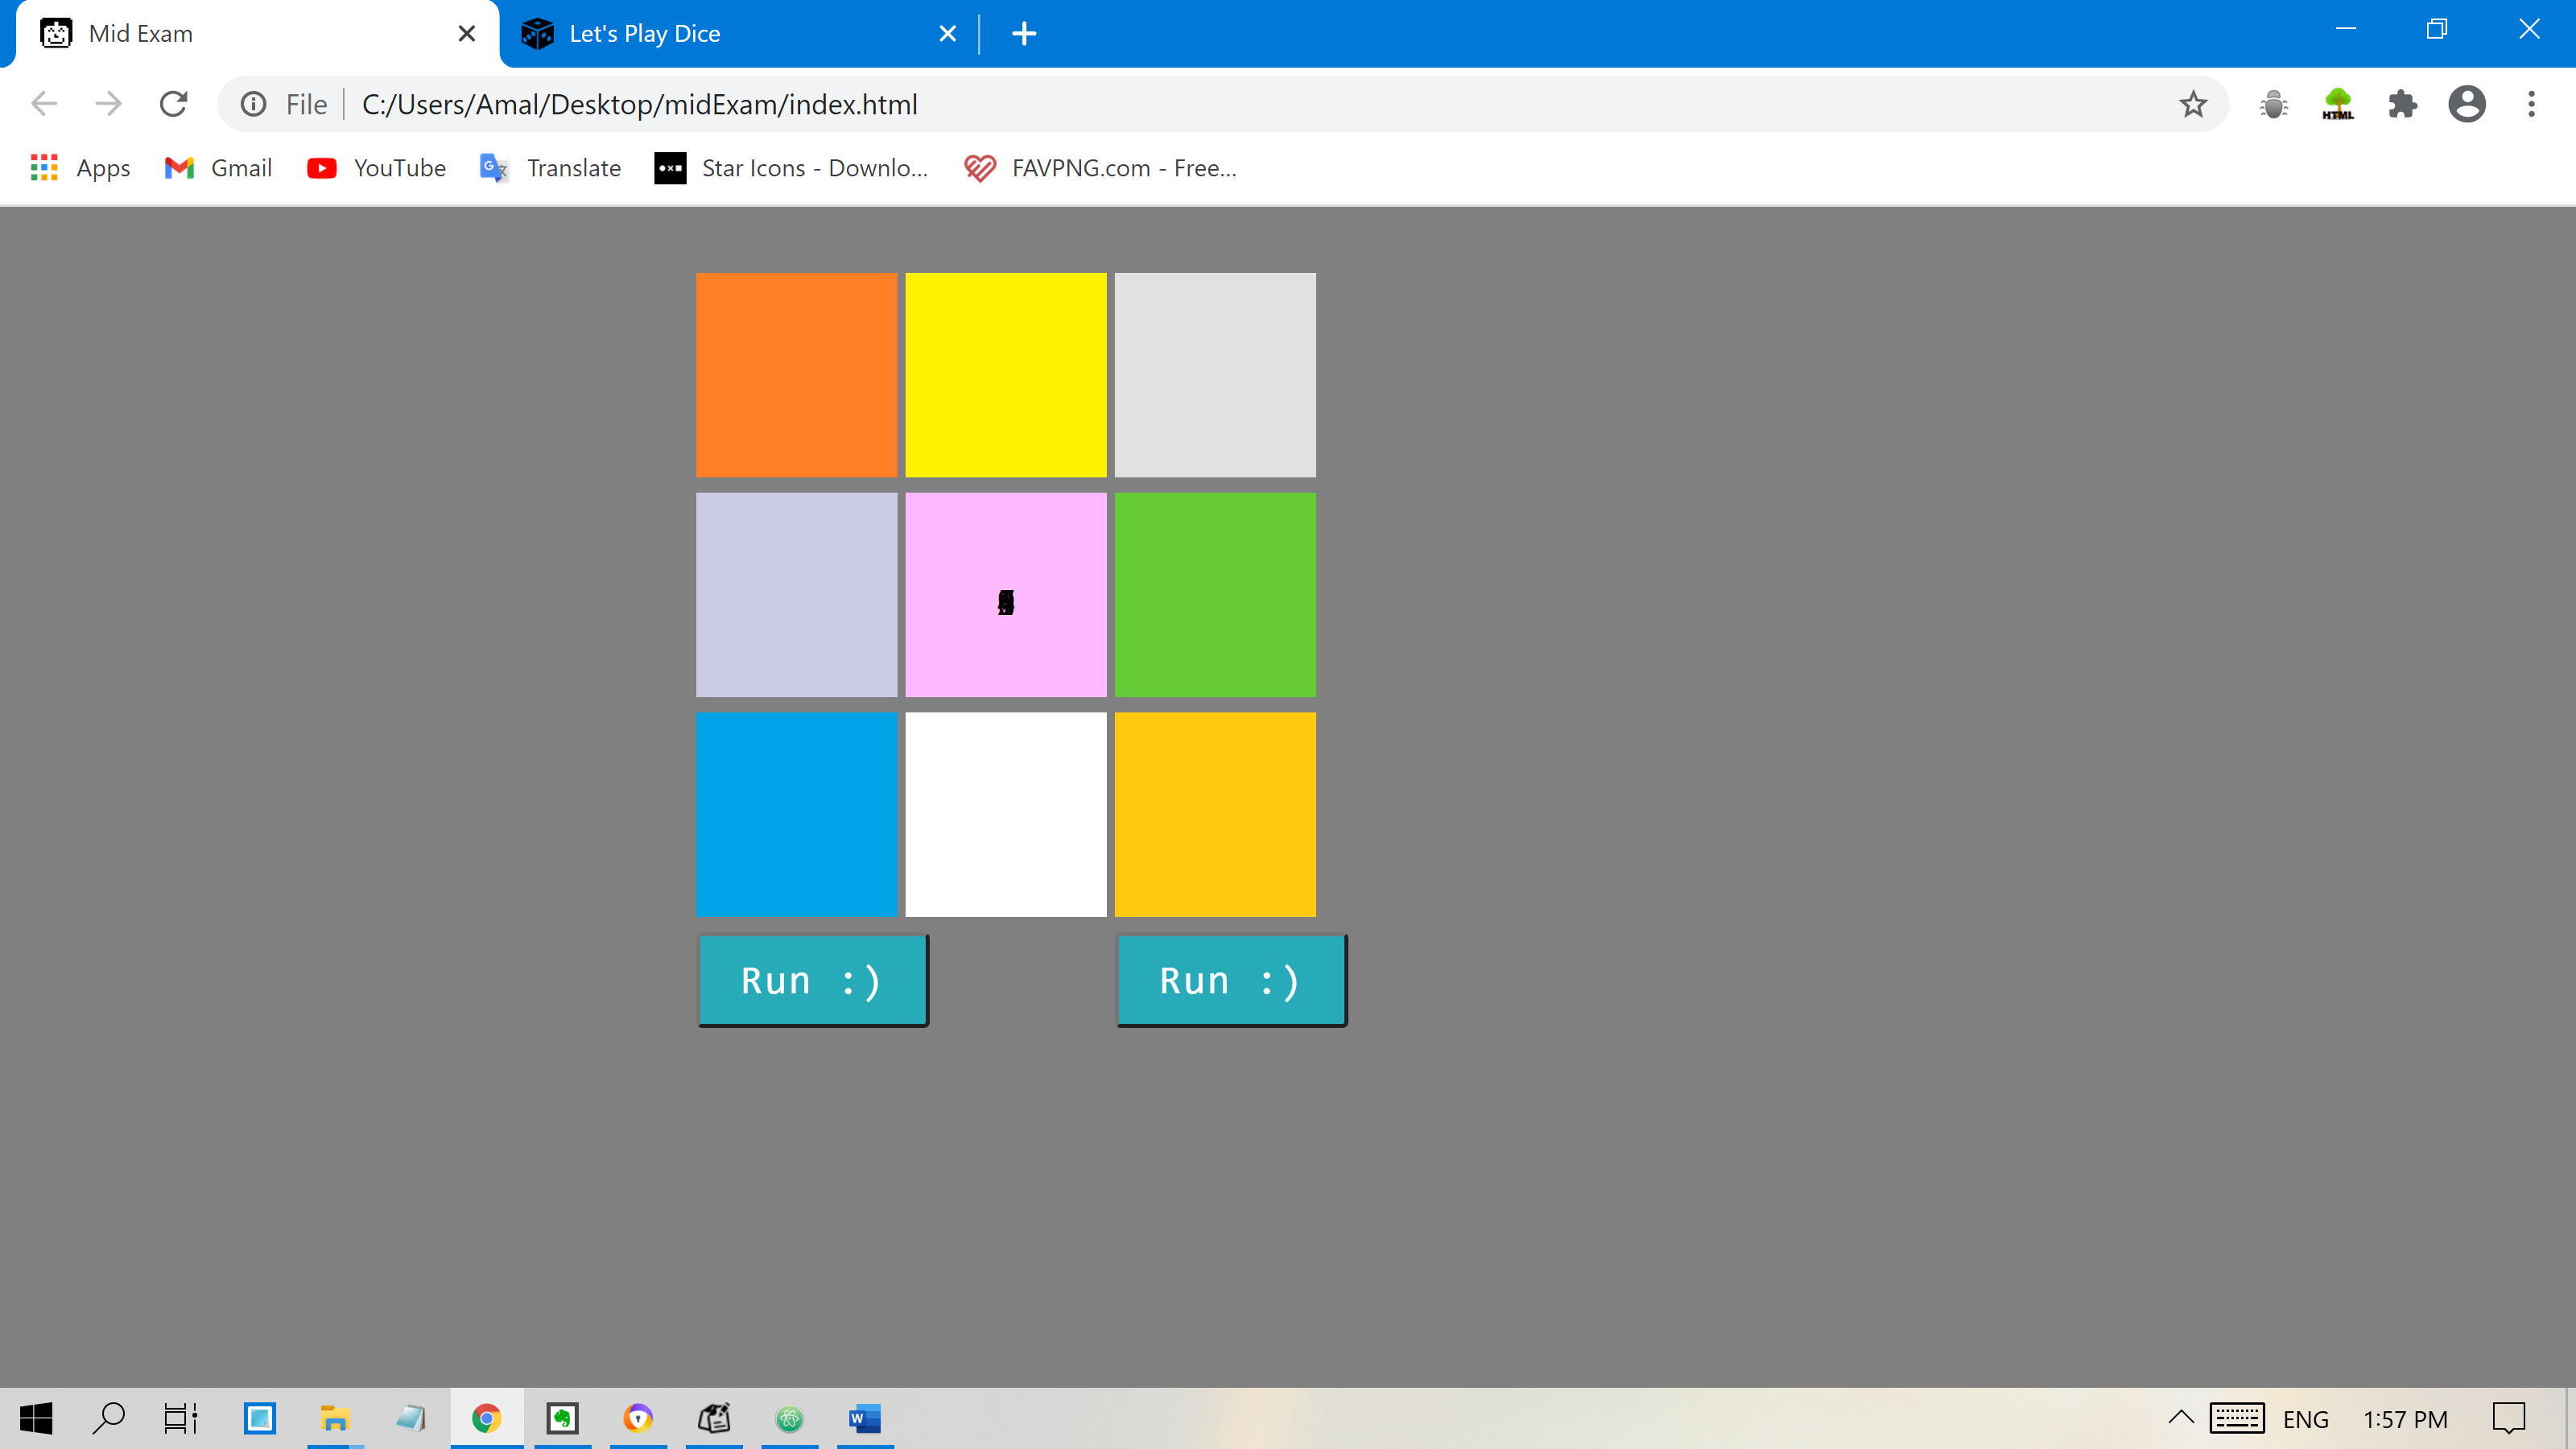 Mid Exam
Let's Play Dice
File
C:/Users/Amal/Desktop/midExam/index.html
Apps
Gmail
YouTube
Translate
Star Icons - Downlo...
FAVPNG.com - Free...
HTML
Run :)
Run :)
ENG
1:57 PM